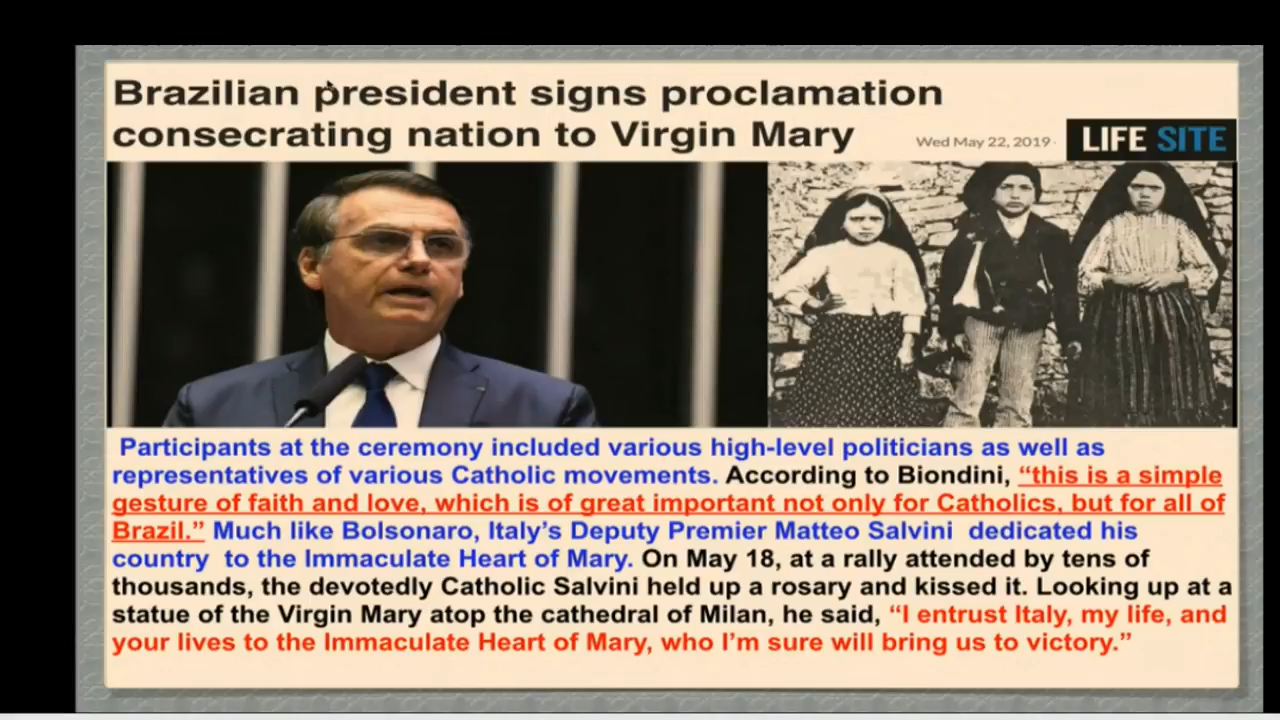 Brazilian president signs proclamation
consecrating nation to Virgin Mary
Wed May 22, 2019
LIFE SITE
Participants at the ceremony included various high-level politicians as well as
representatives of various Catholic movements. According to Biondini, “this is a simple
gesture of faith and love, which is of great important not only for Catholics, but for all of
Brazil.” Much like Bolsonaro, Italy’s Deputy Premier Matteo Salvini dedicated his
country to the Immaculate Heart of Mary. On May 18, at a rally attended by tens of
thousands, the devotedly Catholic Salvini held up a rosary and kissed it. Looking up at a
statue of the Virgin Mary atop the cathedral of Milan, he said, “I entrust Italy, my life, and
your lives to the Immaculate Heart of Mary, who I’m sure will bring us to victory.”